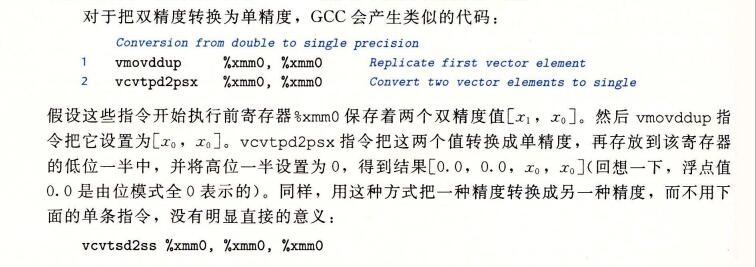 对于把双精度转换为单精度，GCC 会产生类似的代码：
Conversion from double to single precision
1 vmovddup %xmm0, %xmm0 Replicate first vector element
2 vcvtpd2psx %xmm0, %xmm0 Convert two vector elements to single
假设这些指令开始执行前寄存器%xmm0 保存着两个双精度值[x₁，x₀]。然后 vmovddup 指
令把它设置为[x₀，x₀]。vcvtpd2psx 指令把这两个值转换成单精度，再存放到该寄存器
的低位一半中，并将高位一半设置为 0，得到结果[0.0，0.0，x₀，x₀](回想一下，浮点值
0.0 是由位模式全 0 表示的)。同样，用这种方式把一种精度转换成另一种精度，而不用下
面的单条指令，没有明显直接的意义：
vcvtsd2ss %xmm0, %xmm0, %xmm0